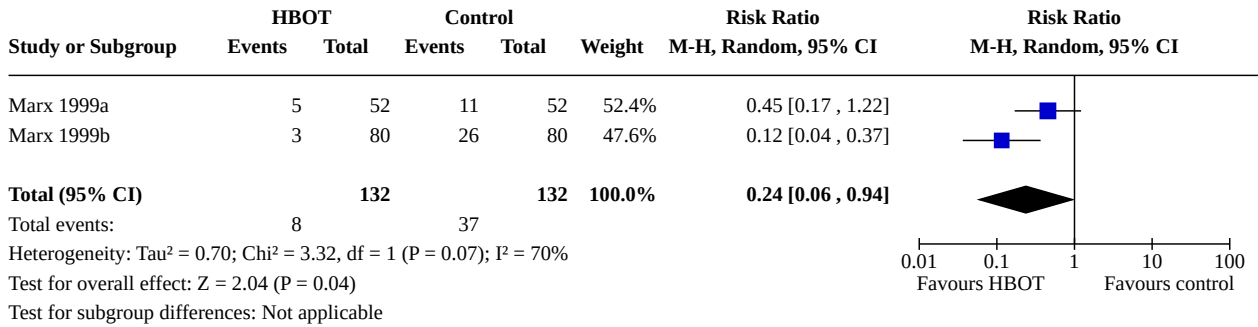 HBOT Control Risk Ratio Risk Ratio
Study or Subgroup Events Total Events Total Weight M-H, Random, 95% CI M-H, Random, 95% CI
Marx 1999a 5 52 11 52 52.4% 0.45 [0.17 , 1.22]
Marx 1999b 3 80 26 80 47.6% 0.12 [0.04 , 0.37]
Total (95% CI) 132 132 100.0% 0.24 [0.06 , 0.94]
Total events: 8 37
Heterogeneity: Tau² = 0.70; Chi² = 3.32, df = 1 (P = 0.07); I² = 70%
0.01 0.1 1 10 100
Test for overall effect: Z = 2.04 (P = 0.04) Favours HBOT Favours control
Test for subgroup differences: Not applicable